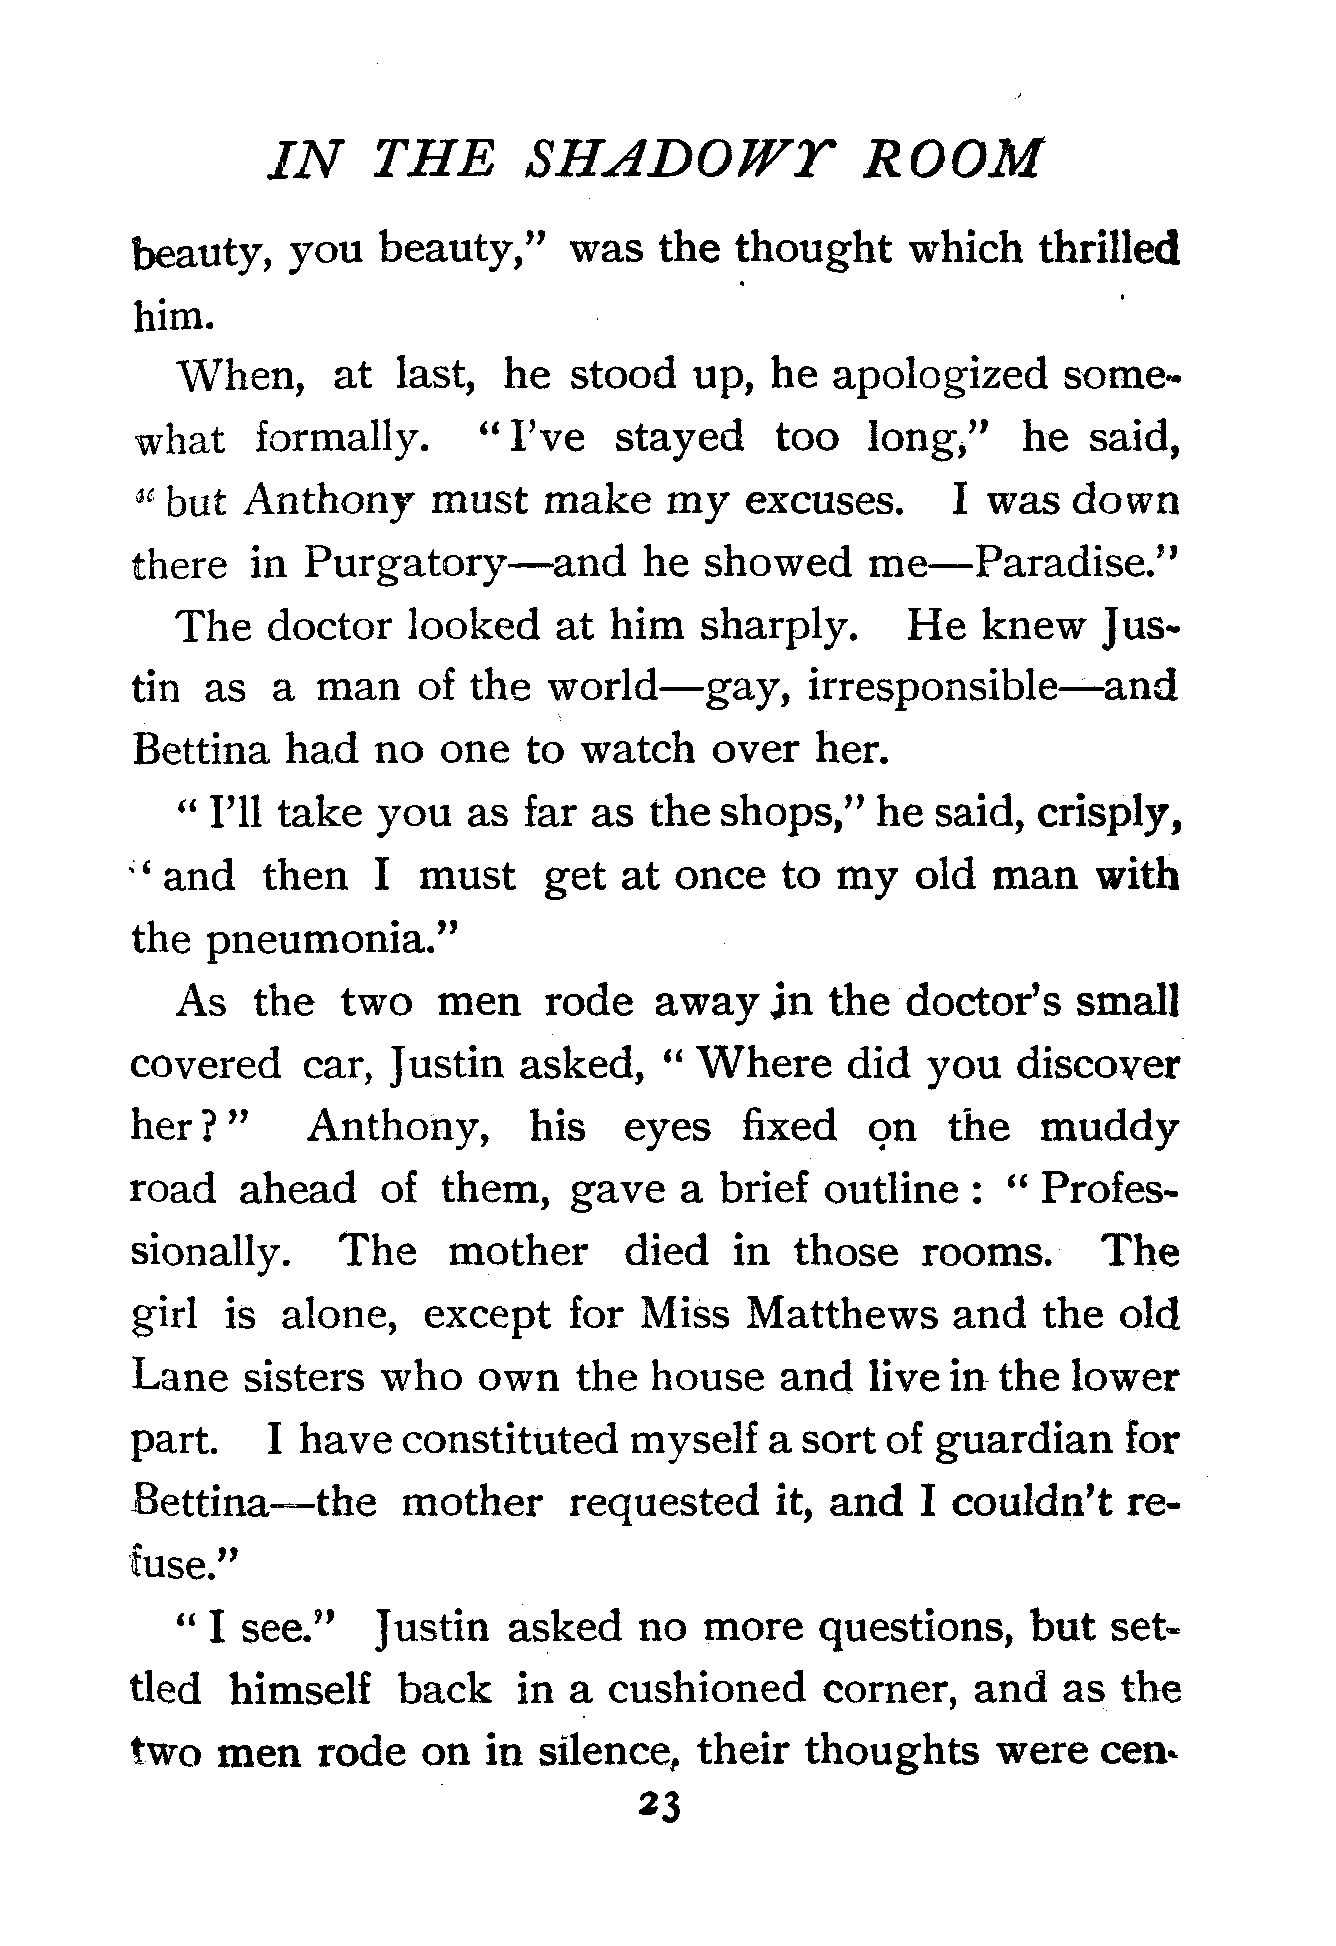 IN THE SHADOWY ROOM
beauty, you beauty," was the thought which thrilled
him.
When, at last, he stood up, he apologized some-
what formally. "I've stayed too long," he said,
"but Anthony must make my excuses. I was down
there in Purgatory—and he showed me—Paradise."
The doctor looked at him sharply. He knew Jus-
tin as a man of the world—gay, irresponsible—and
Bettina had no one to watch over her.
"I'll take you as far as the shops," he said, crisply,
"and then I must get at once to my old man with
the pneumonia."
As the two men rode away in the doctor's small
covered car, Justin asked, "Where did you discover
her?" Anthony, his eyes fixed on the muddy
road ahead of them, gave a brief outline: "Profes-
sionally. The mother died in those rooms. The
girl is alone, except for Miss Matthews and the old
Lane sisters who own the house and live in the lower
part. I have constituted myself a sort of guardian for
Bettina—the mother requested it, and I couldn't re-
fuse."
"I see." Justin asked no more questions, but set-
tled himself back in a cushioned corner, and as the
two men rode on in silence, their thoughts were cen-
23